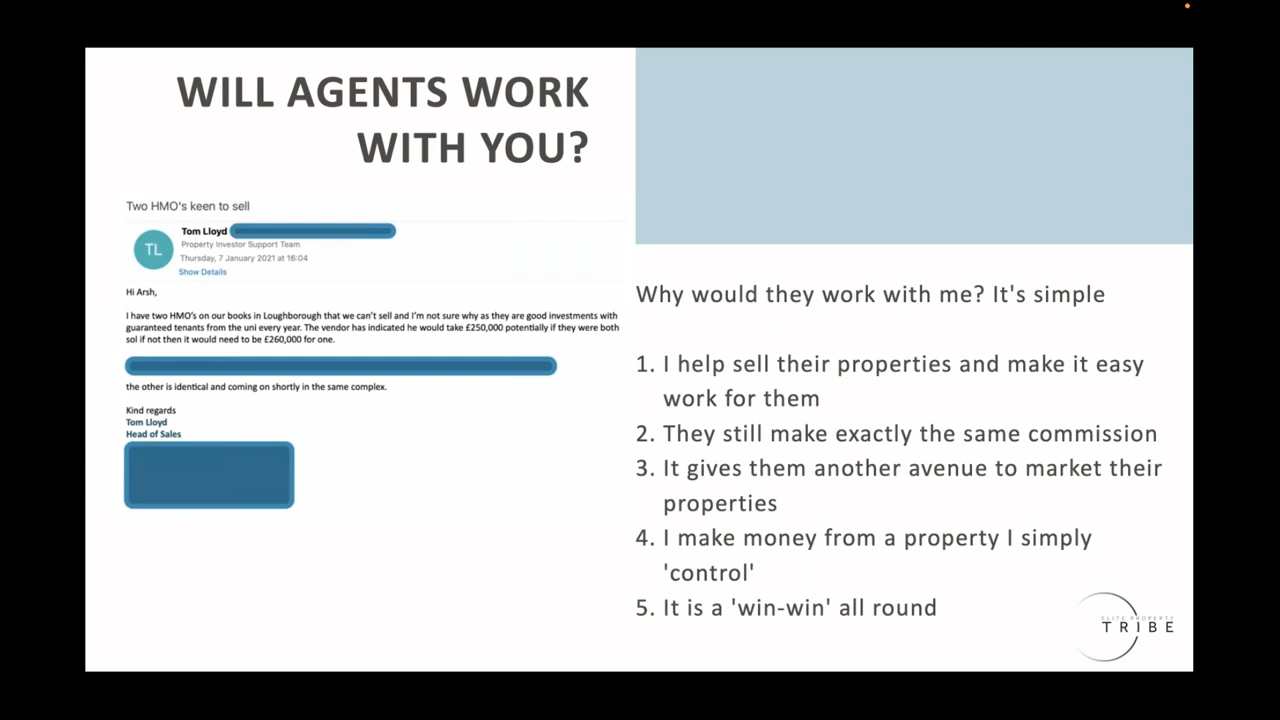 WILL AGENTS WORK
WITH YOU?
Two HMO's keen to sell
TL
Tom Lloyd
Property Investor Support Team
Thursday, 7 January 2021 at 16:04
Show Details
Hi Arsh,
I have two HMO's on our books in Loughborough that we can't sell and I'm not sure why as they are good investments with
guaranteed tenants from the uni every year. The vendor has indicated he would take £250,000 potentially if they were both
sol if not then it would need to be £260,000 for one.
the other is identical and coming on shortly in the same complex.
Kind regards
Tom Lloyd
Head of Sales
Why would they work with me? It's simple
1. I help sell their properties and make it easy
work for them
2. They still make exactly the same commission
3. It gives them another avenue to market their
properties
4. I make money from a property I simply
'control'
5. It is a 'win-win' all round
ELITE PROPERTY
TRIBE